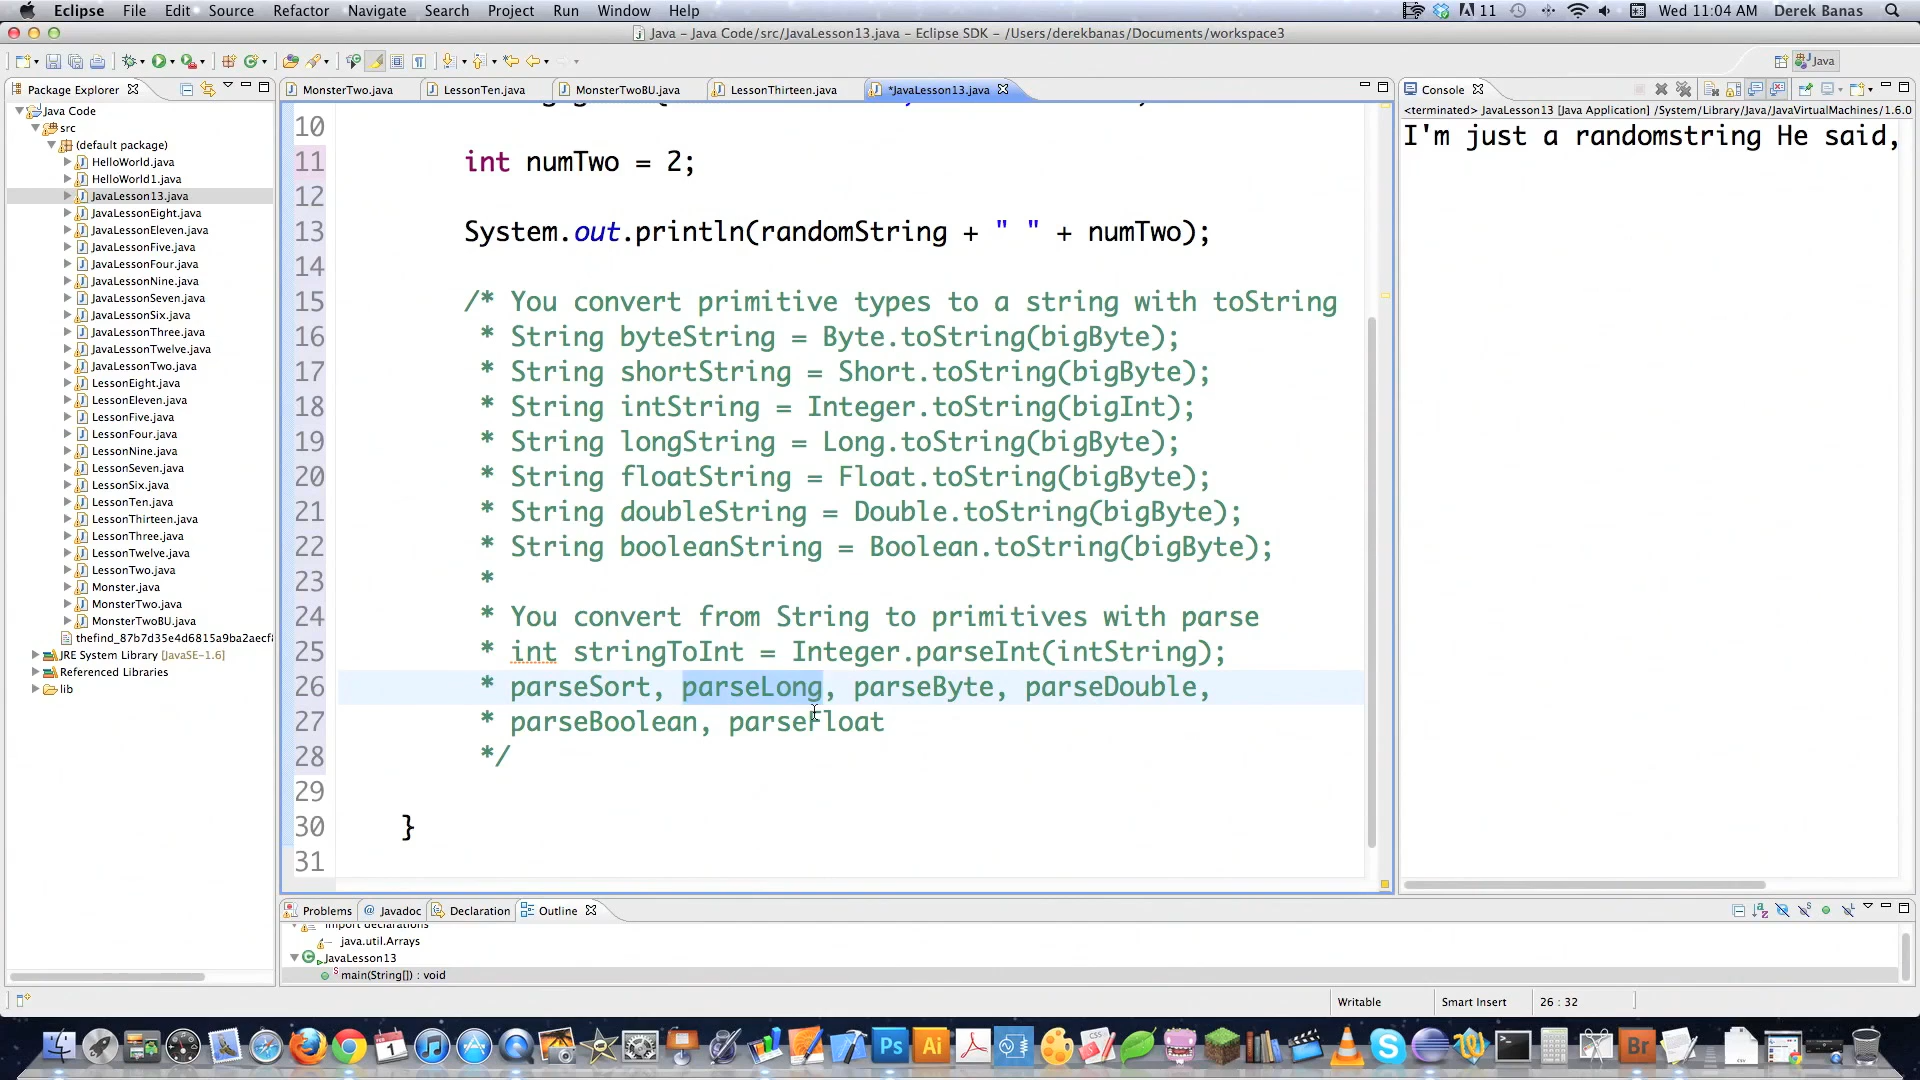 Eclipse File Edit Source Refactor Navigate Search Project Run Window Help 11 Wed 11:04 AM Derek Banas
Java – Java Code/src/JavaLesson13.java – Eclipse SDK – /Users/derekbanas/Documents/workspace3
Java
Package Explorer
Java Code
src
(default package)
HelloWorld.java
HelloWorld1.java
JavaLesson13.java
JavaLessonEight.java
JavaLessonEleven.java
JavaLessonFive.java
JavaLessonFour.java
JavaLessonNine.java
JavaLessonSeven.java
JavaLessonSix.java
JavaLessonThree.java
JavaLessonTwelve.java
JavaLessonTwo.java
LessonEight.java
LessonEleven.java
LessonFive.java
LessonFour.java
LessonNine.java
LessonSeven.java
LessonSix.java
LessonTen.java
LessonThirteen.java
LessonThree.java
LessonTwelve.java
LessonTwo.java
Monster.java
MonsterTwo.java
MonsterTwoBU.java
thefind_87b7d35e4d6815a9ba2aecf8
JRE System Library [JavaSE-1.6]
Referenced Libraries
lib
MonsterTwo.java LessonTen.java MonsterTwoBU.java LessonThirteen.java *JavaLesson13.java
10
11 int numTwo = 2;
12
13 System.out.println(randomString + " " + numTwo);
14
15 /* You convert primitive types to a string with toString
16 * String byteString = Byte.toString(bigByte);
17 * String shortString = Short.toString(bigByte);
18 * String intString = Integer.toString(bigInt);
19 * String longString = Long.toString(bigByte);
20 * String floatString = Float.toString(bigByte);
21 * String doubleString = Double.toString(bigByte);
22 * String booleanString = Boolean.toString(bigByte);
23 *
24 * You convert from String to primitives with parse
25 * int stringToInt = Integer.parseInt(intString);
26 * parseSort, parseLong, parseByte, parseDouble,
27 * parseBoolean, parseFloat
28 */
29
30 }
31
Console
<terminated> JavaLesson13 [Java Application] /System/Library/Java/JavaVirtualMachines/1.6.0
I'm just a randomstring He said,
Problems Javadoc Declaration Outline
import declarations
java.util.Arrays
JavaLesson13
main(String[]) : void
Writable Smart Insert 26 : 32